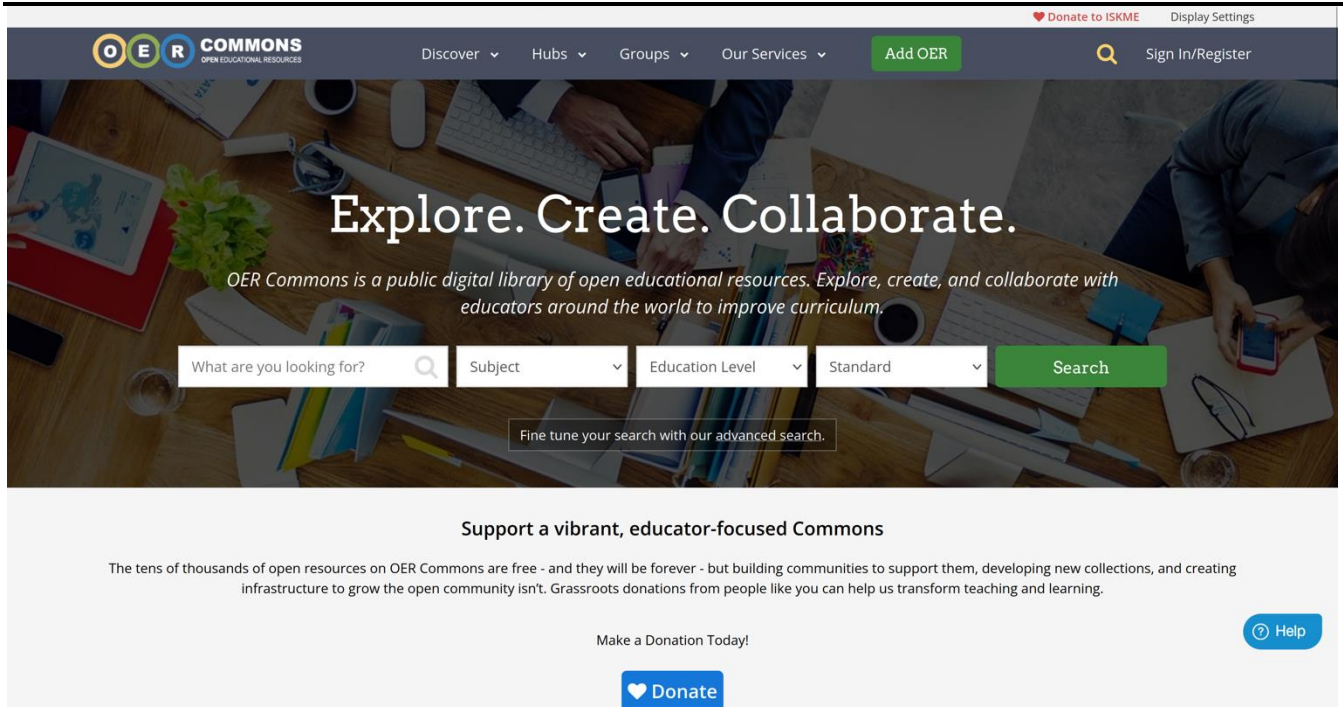 Donate to ISKME Display Settings
OER COMMONS
OPEN EDUCATIONAL RESOURCES
Discover Hubs Groups Our Services Add OER Sign In/Register
Explore. Create. Collaborate.
OER Commons is a public digital library of open educational resources. Explore, create, and collaborate with
educators around the world to improve curriculum.
What are you looking for? Subject Education Level Standard Search
Fine tune your search with our advanced search.
Support a vibrant, educator-focused Commons
The tens of thousands of open resources on OER Commons are free - and they will be forever - but building communities to support them, developing new collections, and creating
infrastructure to grow the open community isn't. Grassroots donations from people like you can help us transform teaching and learning.
Help
Make a Donation Today!
Donate